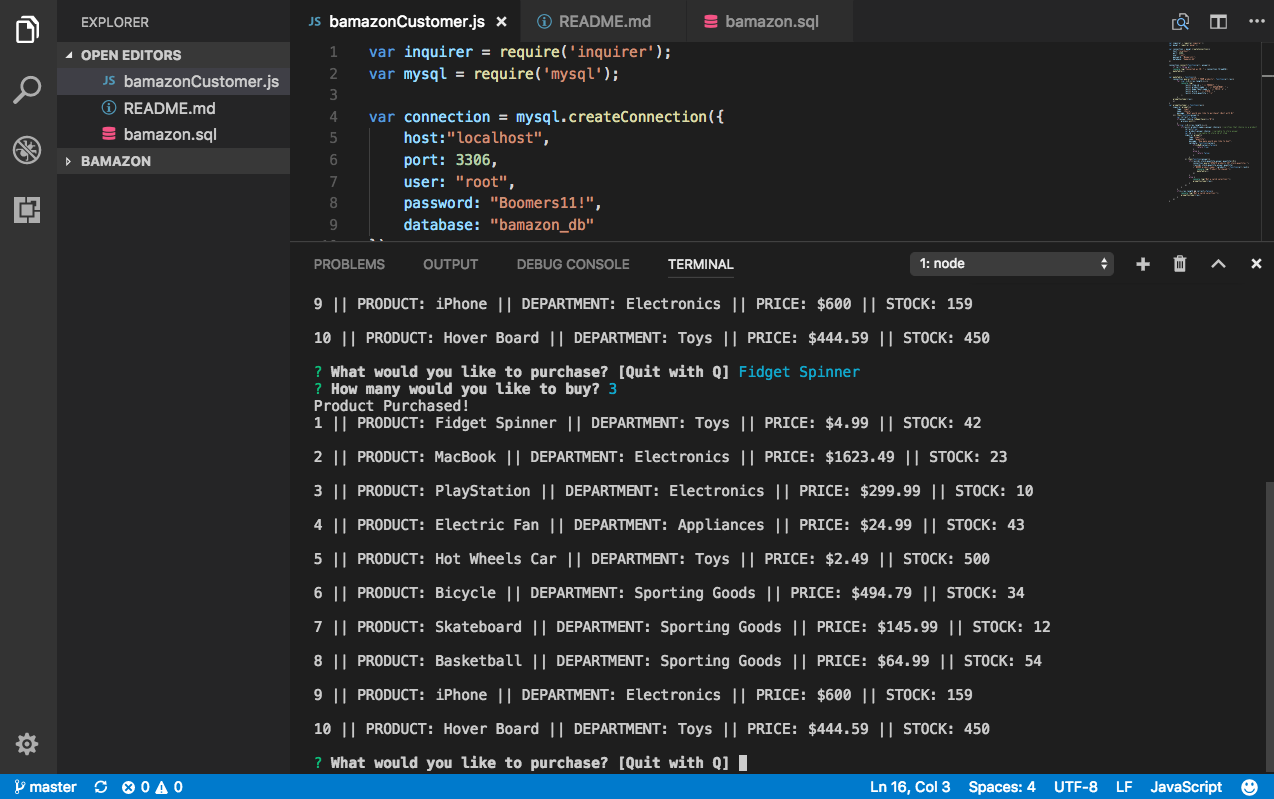 EXPLORER
OPEN EDITORS
JS bamazonCustomer.js
README.md
bamazon.sql
BAMAZON
JS bamazonCustomer.js README.md bamazon.sql
1 var inquirer = require('inquirer');
2 var mysql = require('mysql');
3
4 var connection = mysql.createConnection({
5 host:"localhost",
6 port: 3306,
7 user: "root",
8 password: "Boomers11!",
9 database: "bamazon_db"
PROBLEMS OUTPUT DEBUG CONSOLE TERMINAL 1: node
9 || PRODUCT: iPhone || DEPARTMENT: Electronics || PRICE: $600 || STOCK: 159
10 || PRODUCT: Hover Board || DEPARTMENT: Toys || PRICE: $444.59 || STOCK: 450
? What would you like to purchase? [Quit with Q] Fidget Spinner
? How many would you like to buy? 3
Product Purchased!
1 || PRODUCT: Fidget Spinner || DEPARTMENT: Toys || PRICE: $4.99 || STOCK: 42
2 || PRODUCT: MacBook || DEPARTMENT: Electronics || PRICE: $1623.49 || STOCK: 23
3 || PRODUCT: PlayStation || DEPARTMENT: Electronics || PRICE: $299.99 || STOCK: 10
4 || PRODUCT: Electric Fan || DEPARTMENT: Appliances || PRICE: $24.99 || STOCK: 43
5 || PRODUCT: Hot Wheels Car || DEPARTMENT: Toys || PRICE: $2.49 || STOCK: 500
6 || PRODUCT: Bicycle || DEPARTMENT: Sporting Goods || PRICE: $494.79 || STOCK: 34
7 || PRODUCT: Skateboard || DEPARTMENT: Sporting Goods || PRICE: $145.99 || STOCK: 12
8 || PRODUCT: Basketball || DEPARTMENT: Sporting Goods || PRICE: $64.99 || STOCK: 54
9 || PRODUCT: iPhone || DEPARTMENT: Electronics || PRICE: $600 || STOCK: 159
10 || PRODUCT: Hover Board || DEPARTMENT: Toys || PRICE: $444.59 || STOCK: 450
? What would you like to purchase? [Quit with Q]
master 0 0 Ln 16, Col 3 Spaces: 4 UTF-8 LF JavaScript